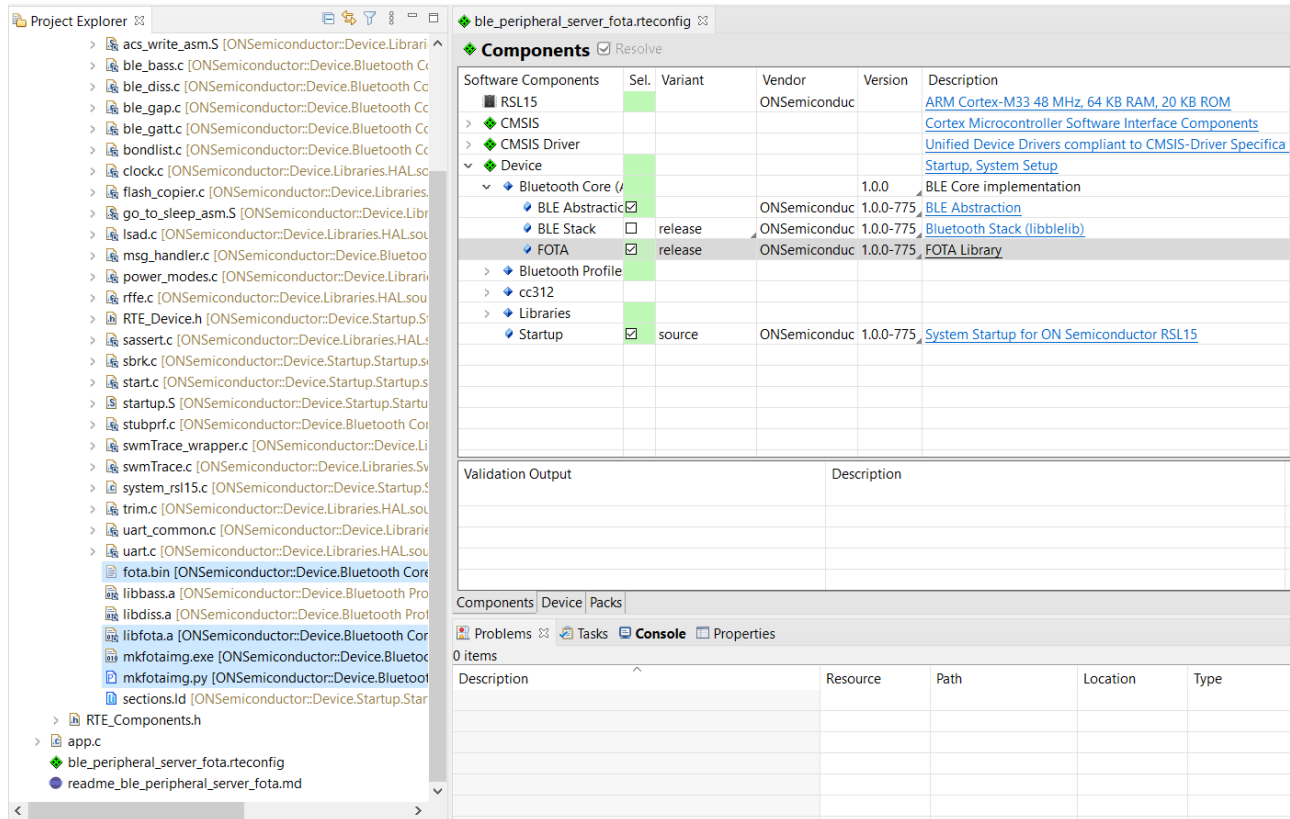 Project Explorer
acs_write_asm.S [ONSemiconductor::Device.Librari
ble_bass.c [ONSemiconductor::Device.Bluetooth Co
ble_diss.c [ONSemiconductor::Device.Bluetooth Co
ble_gap.c [ONSemiconductor::Device.Bluetooth Cc
ble_gatt.c [ONSemiconductor::Device.Bluetooth Cc
bondlist.c [ONSemiconductor::Device.Bluetooth Cc
clock.c [ONSemiconductor::Device.Libraries.HAL.sc
flash_copier.c [ONSemiconductor::Device.Libraries.
go_to_sleep_asm.S [ONSemiconductor::Device.Libr
lsad.c [ONSemiconductor::Device.Libraries.HAL.sou
msg_handler.c [ONSemiconductor::Device.Bluetoo
power_modes.c [ONSemiconductor::Device.Librari
rffe.c [ONSemiconductor::Device.Libraries.HAL.sou
RTE_Device.h [ONSemiconductor::Device.Startup.St
sassert.c [ONSemiconductor::Device.Libraries.HAL.s
sbrk.c [ONSemiconductor::Device.Startup.Startup.so
start.c [ONSemiconductor::Device.Startup.Startup.s
startup.S [ONSemiconductor::Device.Startup.Startu
stubprf.c [ONSemiconductor::Device.Bluetooth Cor
swmTrace_wrapper.c [ONSemiconductor::Device.Li
swmTrace.c [ONSemiconductor::Device.Libraries.Sv
system_rsl15.c [ONSemiconductor::Device.Startup.S
trim.c [ONSemiconductor::Device.Libraries.HAL.sou
uart_common.c [ONSemiconductor::Device.Librarie
uart.c [ONSemiconductor::Device.Libraries.HAL.sou
fota.bin [ONSemiconductor::Device.Bluetooth Core
libbass.a [ONSemiconductor::Device.Bluetooth Pro
libdiss.a [ONSemiconductor::Device.Bluetooth Prof
libfota.a [ONSemiconductor::Device.Bluetooth Cor
mkfotaimg.exe [ONSemiconductor::Device.Bluetoc
mkfotaimg.py [ONSemiconductor::Device.Bluetoot
sections.ld [ONSemiconductor::Device.Startup.Star
RTE_Components.h
app.c
ble_peripheral_server_fota.rteconfig
readme_ble_peripheral_server_fota.md
ble_peripheral_server_fota.rteconfig
Components Resolve
Software Components Sel. Variant Vendor Version Description
RSL15 ONSemiconduc ARM Cortex-M33 48 MHz, 64 KB RAM, 20 KB ROM
CMSIS Cortex Microcontroller Software Interface Components
CMSIS Driver Unified Device Drivers compliant to CMSIS-Driver Specifica
Device Startup, System Setup
Bluetooth Core (A 1.0.0 BLE Core implementation
BLE Abstractic ONSemiconduc 1.0.0-775 BLE Abstraction
BLE Stack release ONSemiconduc 1.0.0-775 Bluetooth Stack (libblelib)
FOTA release ONSemiconduc 1.0.0-775 FOTA Library
Bluetooth Profile
cc312
Libraries
Startup source ONSemiconduc 1.0.0-775 System Startup for ON Semiconductor RSL15
Validation Output Description
Components Device Packs
Problems Tasks Console Properties
0 items
Description Resource Path Location Type